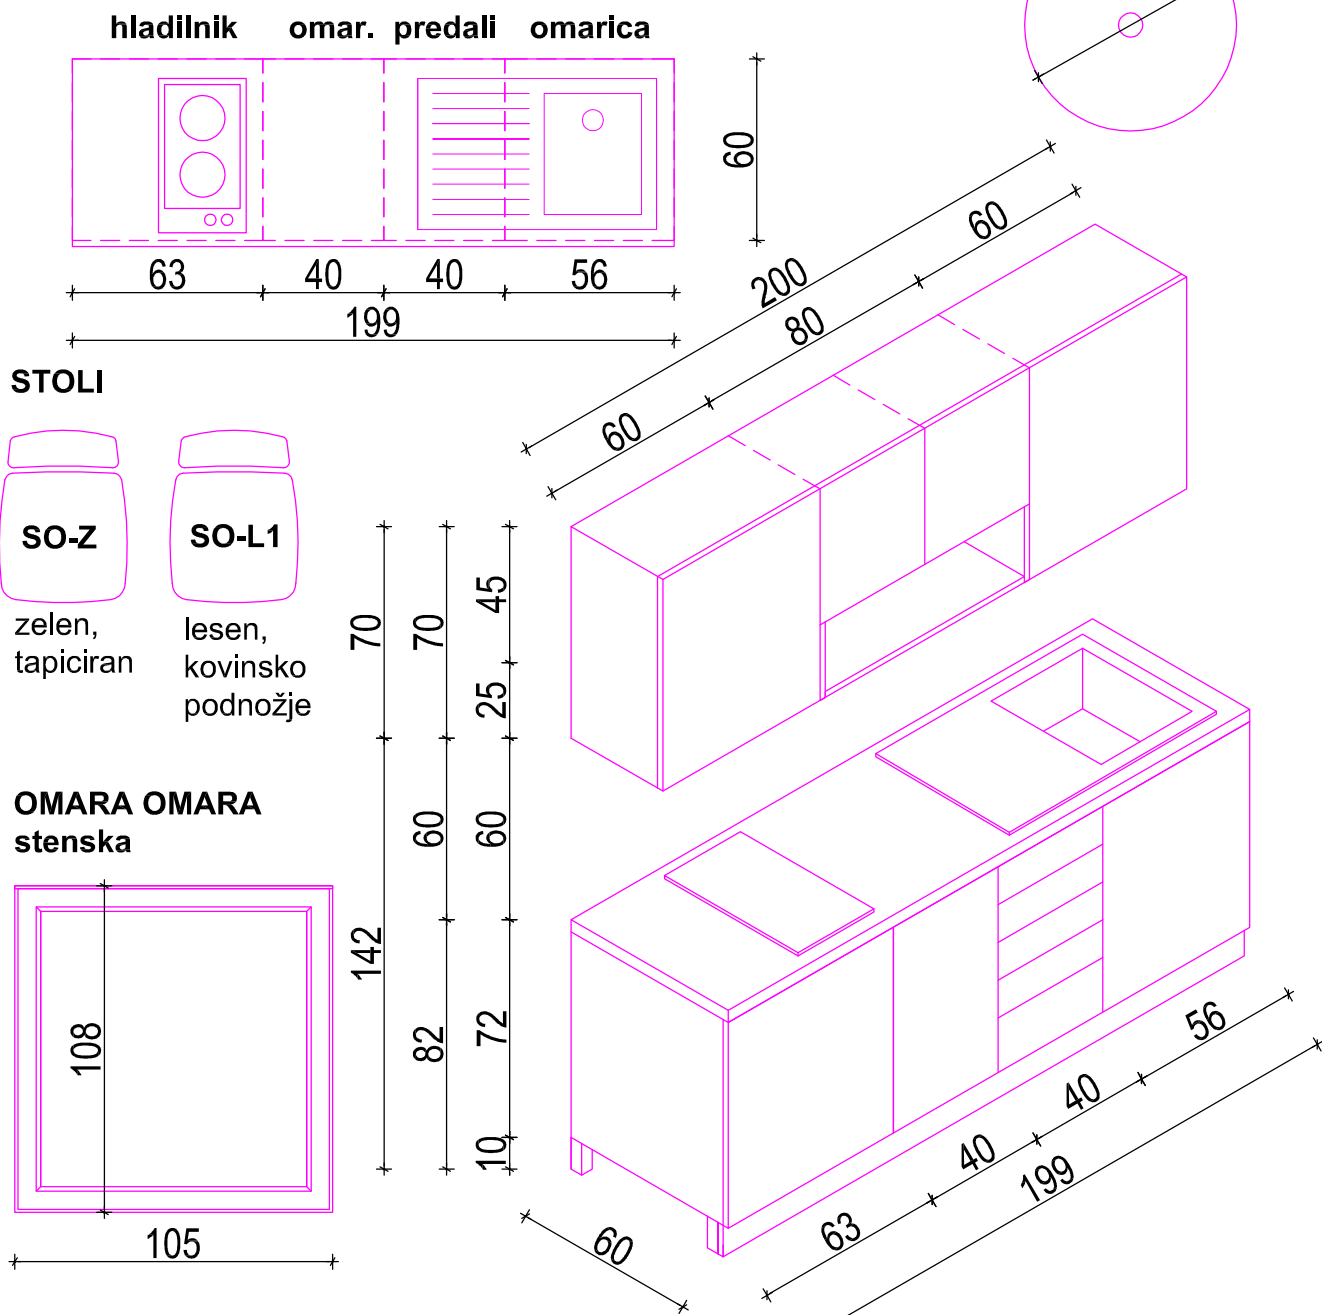 hladilnik omar. predali omarica
60
63 40 40 56
199
STOLI
SO-Z
zelen,
tapiciran
SO-L1
lesen,
kovinsko
podnožje
OMARA OMARA
stenska
108
105
200
60 80 60
70 70 45
25
142 60 60
82 72
10
60
63 40 40 56
199